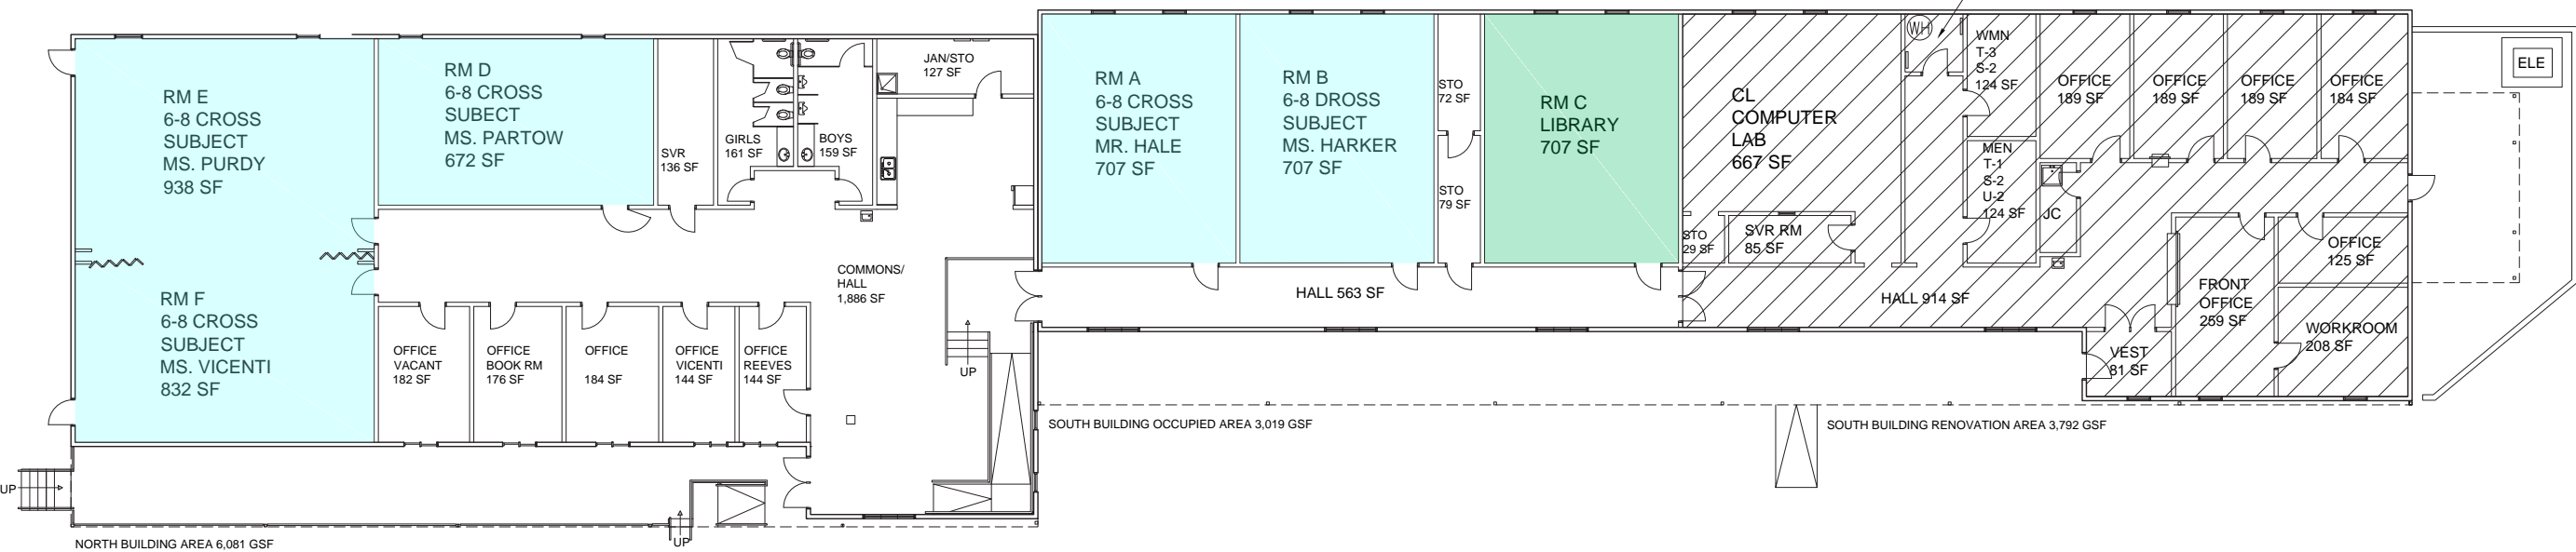 RM E
6-8 CROSS
SUBJECT
MS. PURDY
938 SF
RM D
6-8 CROSS
SUBECT
MS. PARTOW
672 SF
SVR
136 SF
GIRLS
161 SF
BOYS
159 SF
JAN/STO
127 SF
RM A
6-8 CROSS
SUBJECT
MR. HALE
707 SF
RM B
6-8 DROSS
SUBJECT
MS. HARKER
707 SF
STO
72 SF
STO
79 SF
RM C
LIBRARY
707 SF
CL
COMPUTER
LAB
667 SF
WH
WMN
T-3
S-2
124 SF
OFFICE
189 SF
OFFICE
189 SF
OFFICE
189 SF
OFFICE
184 SF
ELE
MEN
T-1
S-2
U-2
124 SF
JC
STO
29 SF
SVR RM
85 SF
RM F
6-8 CROSS
SUBJECT
MS. VICENTI
832 SF
OFFICE
VACANT
182 SF
OFFICE
BOOK RM
176 SF
OFFICE
184 SF
OFFICE
VICENTI
144 SF
OFFICE
REEVES
144 SF
COMMONS/
HALL
1,886 SF
UP
HALL 563 SF
HALL 914 SF
FRONT
OFFICE
259 SF
OFFICE
125 SF
WORKROOM
208 SF
VEST
81 SF
SOUTH BUILDING OCCUPIED AREA 3,019 GSF
SOUTH BUILDING RENOVATION AREA 3,792 GSF
UP
UP
NORTH BUILDING AREA 6,081 GSF